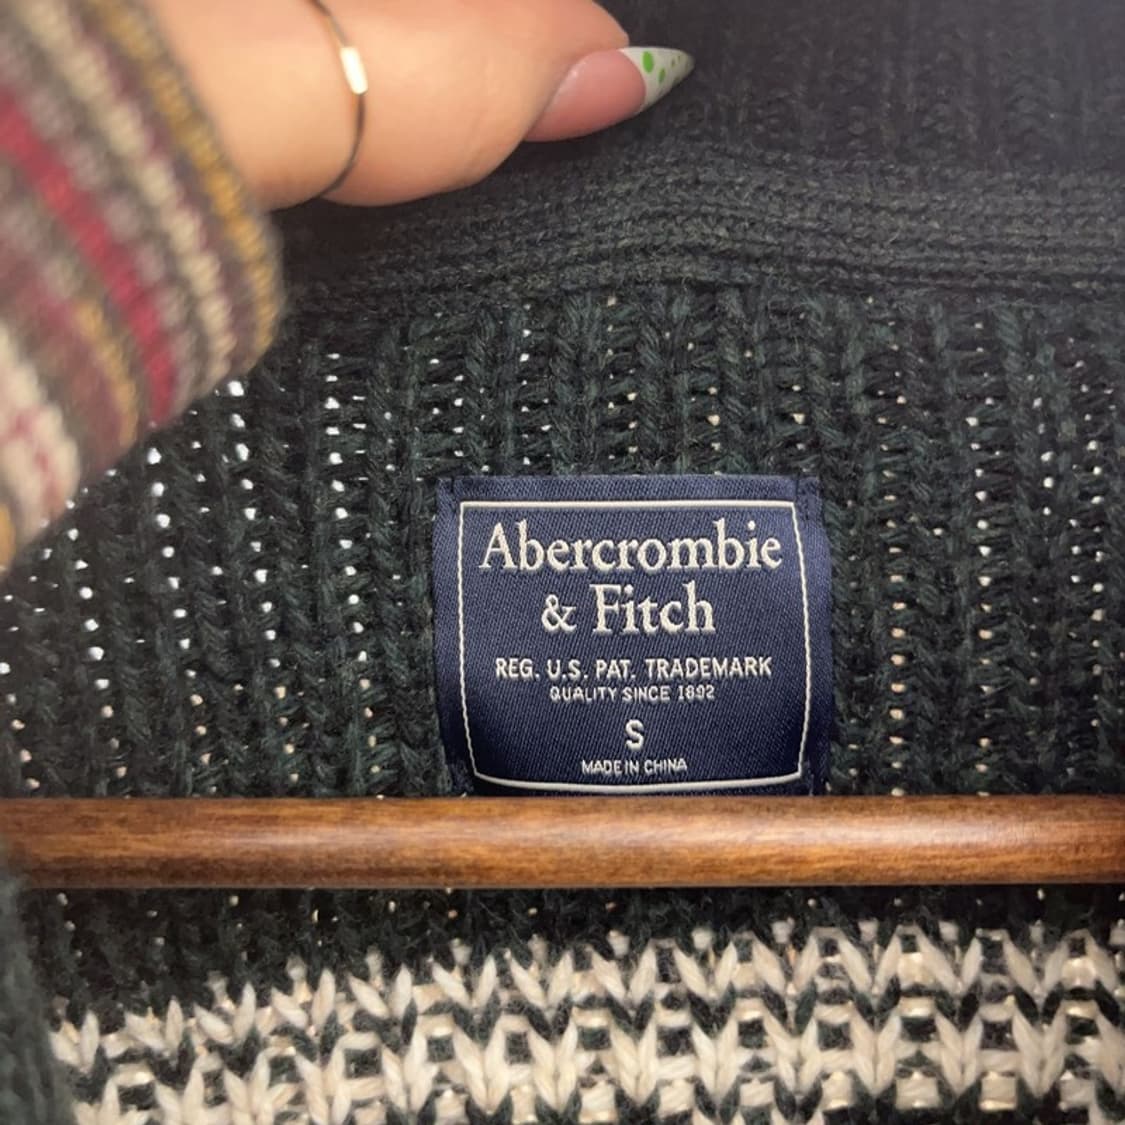 Abercrombie
& Fitch
REG. U.S. PAT. TRADEMARK
QUALITY SINCE 1892
S
MADE IN CHINA